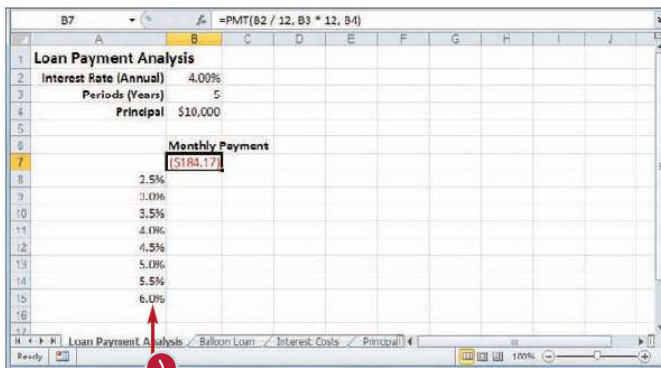 B7 fx =PMT(B2 / 12, B3 * 12, B4)
A B C D E F G H I J
1 Loan Payment Analysis
2 Interest Rate (Annual) 4.00%
3 Periods (Years) 5
4 Principal $10,000
5
6 Monthly Payment
7 ($184.17)
8 2.5%
9 3.0%
10 3.5%
11 4.0%
12 4.5%
13 5.0%
14 5.5%
15 6.0%
16
17
Loan Payment Analysis Balloon Loan Interest Costs Principal
Ready 100%